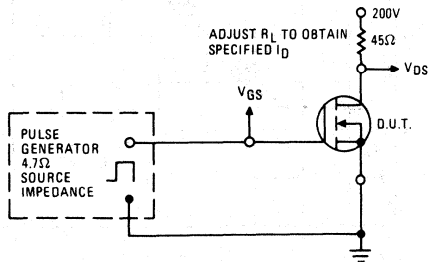 200V
ADJUST RL TO OBTAIN
SPECIFIED ID
45Ω
VDS
VGS
D.U.T.
PULSE
GENERATOR
4.7Ω
SOURCE
IMPEDANCE